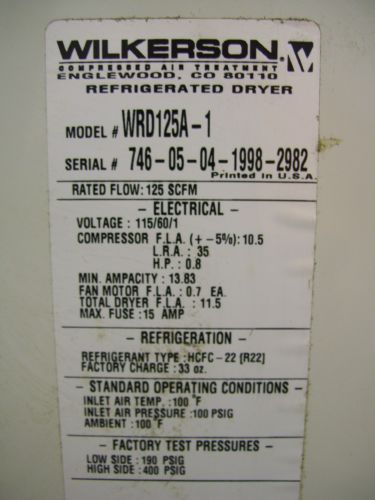 WILKERSON
COMPRESSED AIR TREATMENT
ENGLEWOOD, CO 80110
REFRIGERATED DRYER
MODEL # WRD125A-1
SERIAL # 746-05-04-1998-2982
Printed in U.S.A.
RATED FLOW: 125 SCFM
- ELECTRICAL -
VOLTAGE : 115/60/1
COMPRESSOR F.L.A. (+ -5%): 10.5
L.R.A. : 35
H.P. : 0.8
MIN. AMPACITY : 13.83
FAN MOTOR F.L.A. : 0.7 EA.
TOTAL DRYER F.L.A. : 11.5
MAX. FUSE : 15 AMP
- REFRIGERATION -
REFRIGERANT TYPE : HCFC-22 [R22]
FACTORY CHARGE : 33 oz.
- STANDARD OPERATING CONDITIONS -
INLET AIR TEMP. : 100 °F
INLET AIR PRESSURE : 100 PSIG
AMBIENT : 100 °F
- FACTORY TEST PRESSURES -
LOW SIDE : 190 PSIG
HIGH SIDE : 400 PSIG